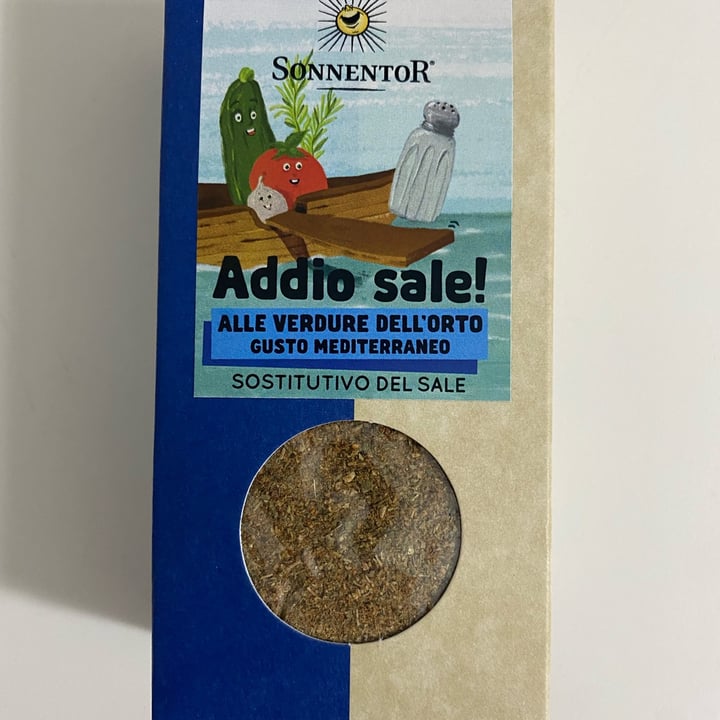 SONNENTOR®
Addio sale!
ALLE VERDURE DELL'ORTO
GUSTO MEDITERRANEO
SOSTITUTIVO DEL SALE